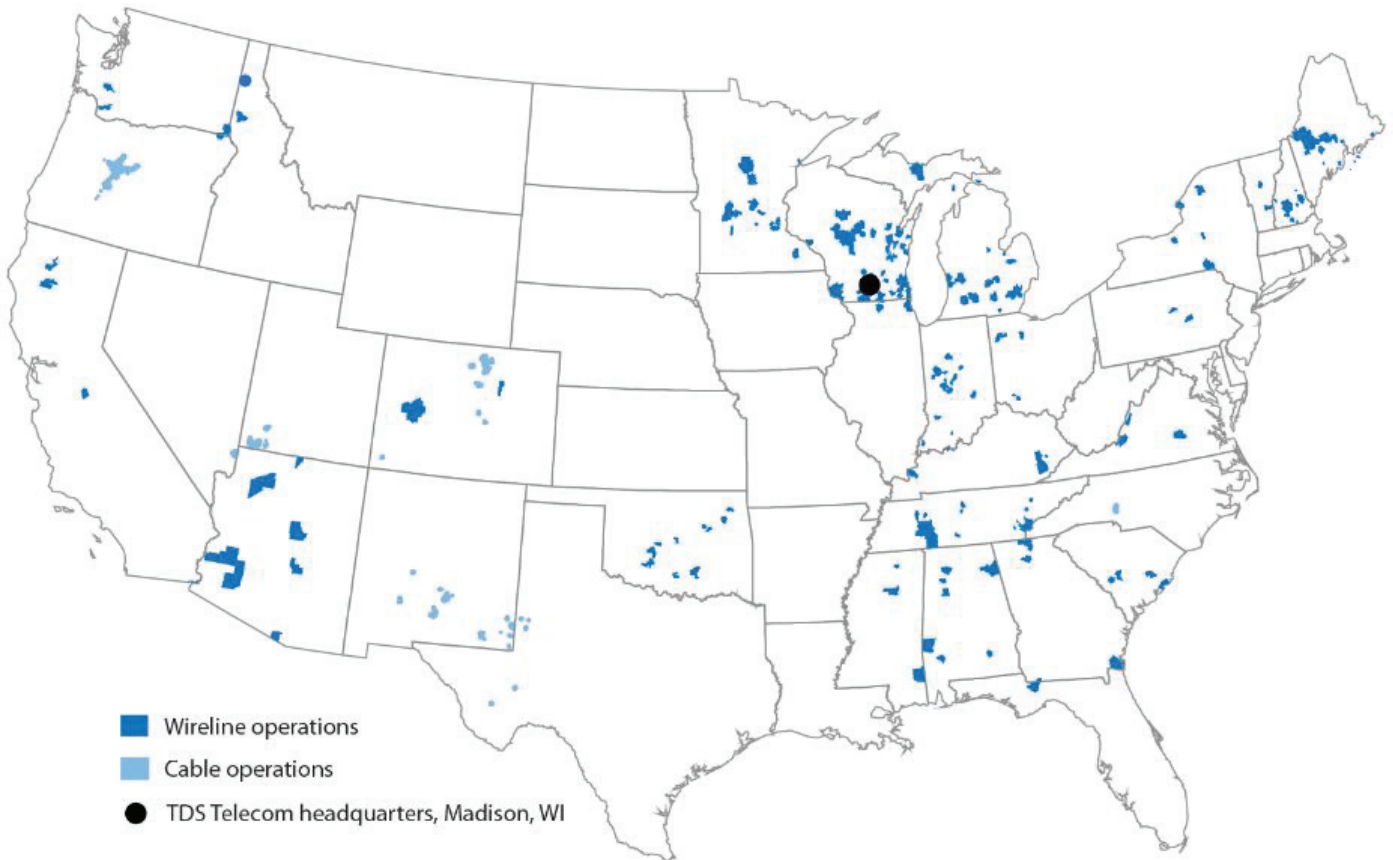 Wireline operations
Cable operations
TDS Telecom headquarters, Madison, WI